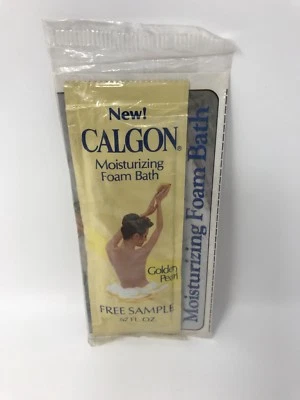 New!
CALGON®
Moisturizing
Foam Bath
Golden
Pearl
FREE SAMPLE
Moisturizing Foam Bath